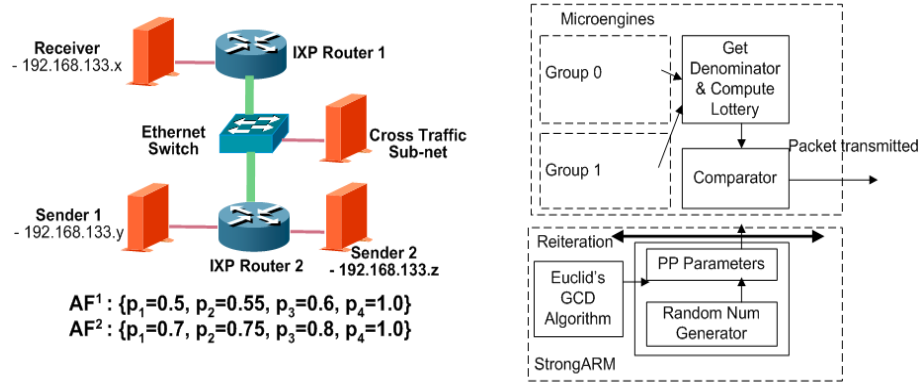 Receiver
- 192.168.133.x
IXP Router 1
Ethernet
Switch
Cross Traffic
Sub-net
Sender 1
- 192.168.133.y
IXP Router 2
Sender 2
- 192.168.133.z
AF¹ : {p₁=0.5, p₂=0.55, p₃=0.6, p₄=1.0}
AF² : {p₁=0.7, p₂=0.75, p₃=0.8, p₄=1.0}
Microengines
Group 0
Get
Denominator
& Compute
Lottery
Group 1
Comparator
Packet transmitted
Reiteration
Euclid's
GCD
Algorithm
PP Parameters
Random Num
Generator
StrongARM